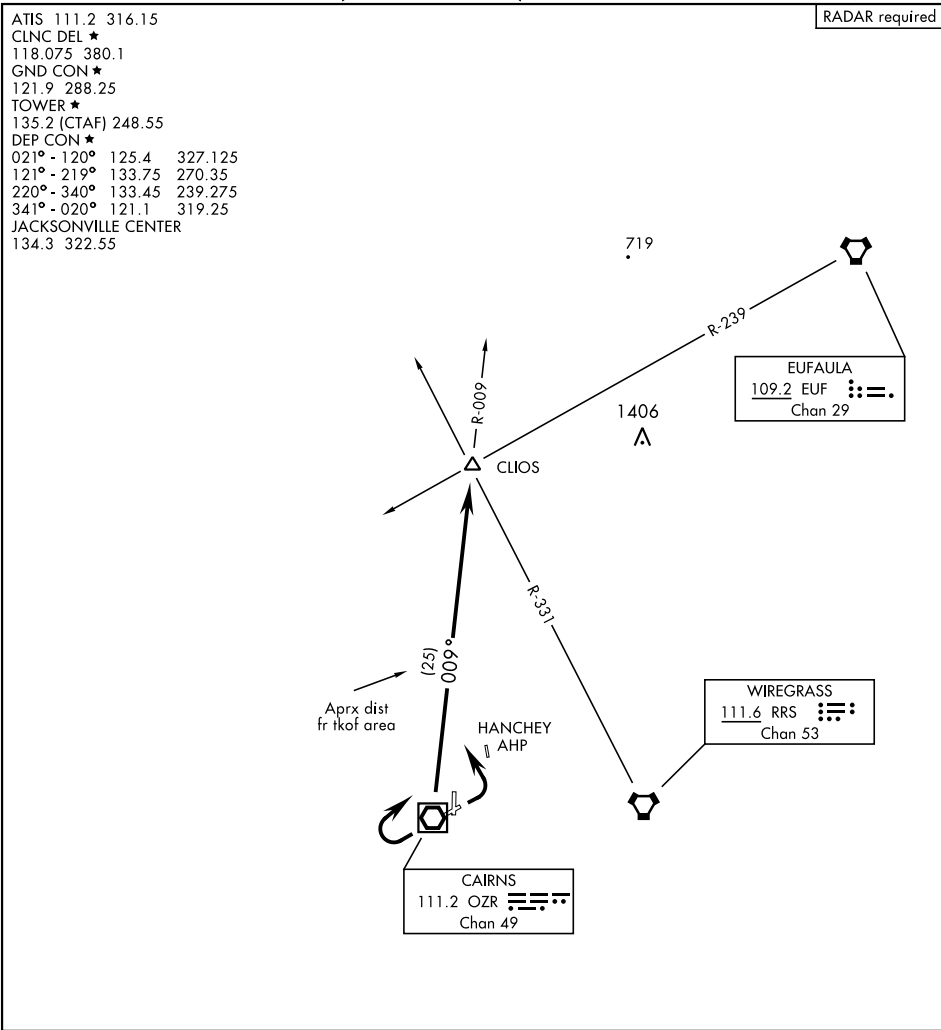 ATIS 111.2 316.15
CLNC DEL ★
118.075 380.1
GND CON ★
121.9 288.25
TOWER ★
135.2 (CTAF) 248.55
DEP CON ★
021° - 120° 125.4 327.125
121° - 219° 133.75 270.35
220° - 340° 133.45 239.275
341° - 020° 121.1 319.25
JACKSONVILLE CENTER
134.3 322.55
RADAR required
719
R-239
EUFAULA
109.2 EUF
Chan 29
R-009
1406
CLIOS
R-331
(25)
009°
Aprx dist
fr tkof area
HANCHEY
AHP
WIREGRASS
111.6 RRS
Chan 53
CAIRNS
111.2 OZR
Chan 49